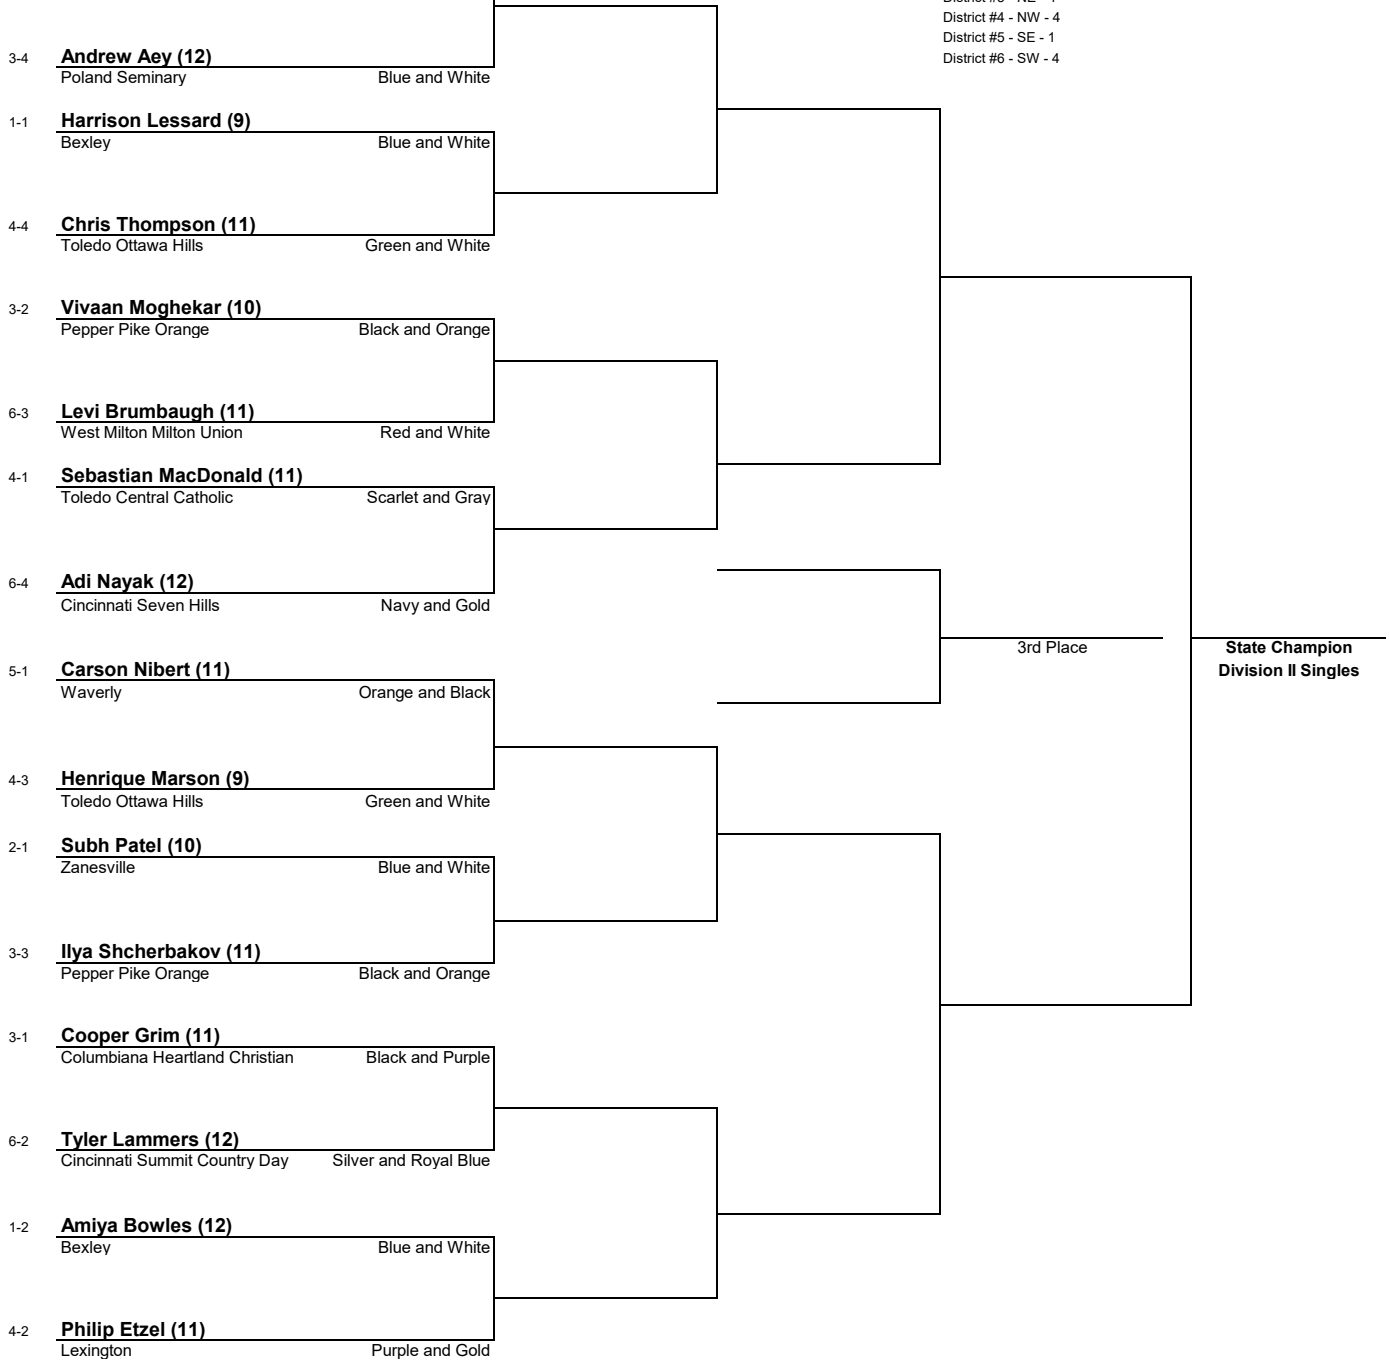 District #4 - NW - 4
District #5 - SE - 1
District #6 - SW - 4
3-4 Andrew Aey (12)
Poland Seminary Blue and White
1-1 Harrison Lessard (9)
Bexley Blue and White
4-4 Chris Thompson (11)
Toledo Ottawa Hills Green and White
3-2 Vivaan Moghekar (10)
Pepper Pike Orange Black and Orange
6-3 Levi Brumbaugh (11)
West Milton Milton Union Red and White
4-1 Sebastian MacDonald (11)
Toledo Central Catholic Scarlet and Gray
6-4 Adi Nayak (12)
Cincinnati Seven Hills Navy and Gold
3rd Place State Champion
Division II Singles
5-1 Carson Nibert (11)
Waverly Orange and Black
4-3 Henrique Marson (9)
Toledo Ottawa Hills Green and White
2-1 Subh Patel (10)
Zanesville Blue and White
3-3 Ilya Shcherbakov (11)
Pepper Pike Orange Black and Orange
3-1 Cooper Grim (11)
Columbiana Heartland Christian Black and Purple
6-2 Tyler Lammers (12)
Cincinnati Summit Country Day Silver and Royal Blue
1-2 Amiya Bowles (12)
Bexley Blue and White
4-2 Philip Etzel (11)
Lexington Purple and Gold